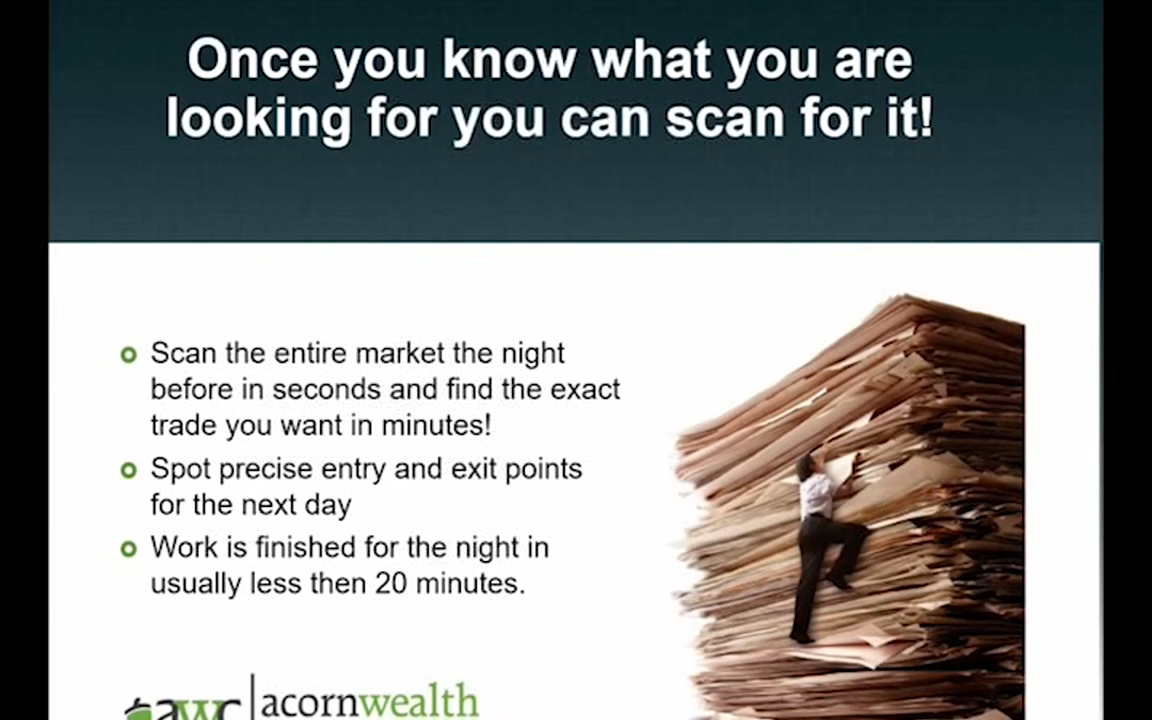 Once you know what you are
looking for you can scan for it!
Scan the entire market the night
before in seconds and find the exact
trade you want in minutes!
Spot precise entry and exit points
for the next day
Work is finished for the night in
usually less then 20 minutes.
awc acornwealth